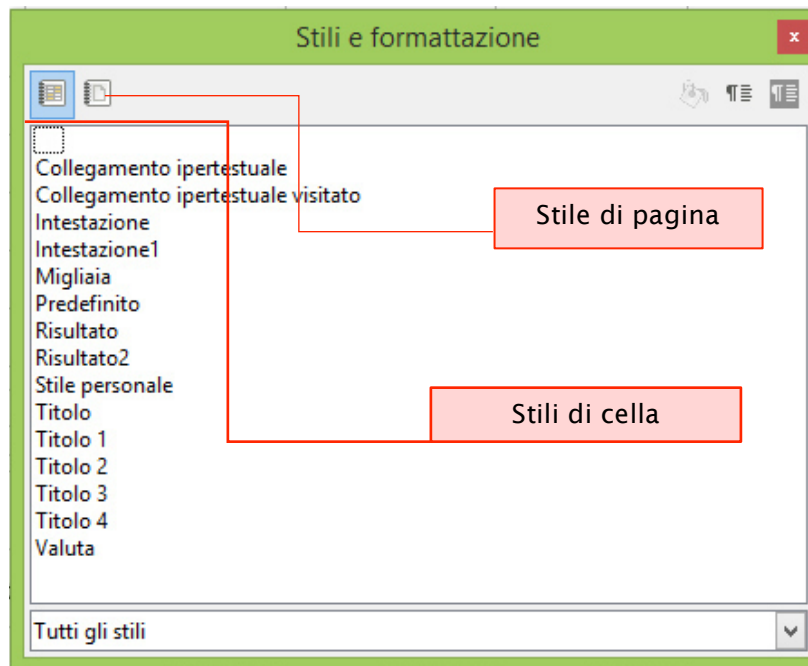 Stili e formattazione
x
Collegamento ipertestuale
Collegamento ipertestuale visitato
Intestazione
Stile di pagina
Intestazione1
Migliaia
Predefinito
Risultato
Risultato2
Stile personale
Titolo
Stili di cella
Titolo 1
Titolo 2
Titolo 3
Titolo 4
Valuta
Tutti gli stili